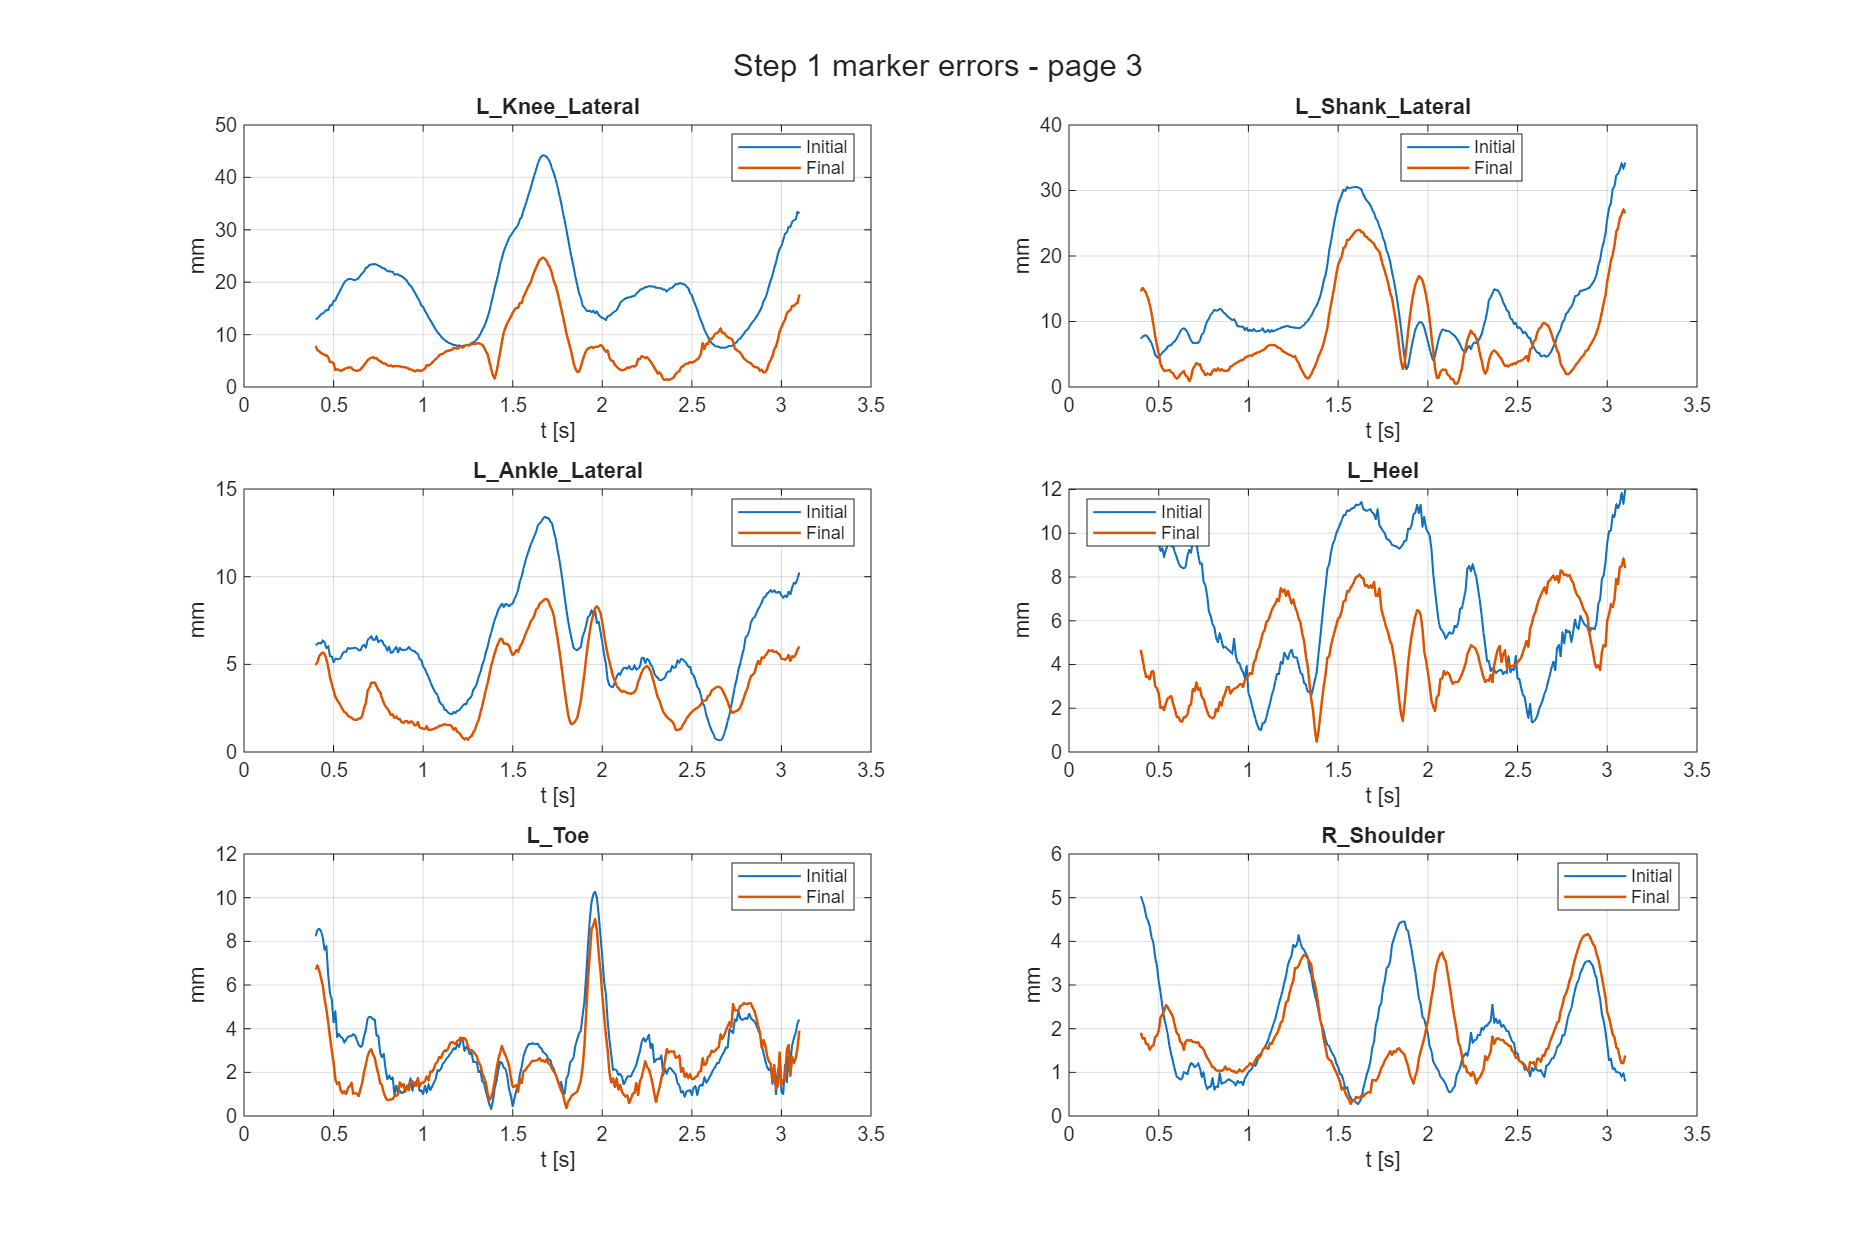 Step 1 marker errors - page 3
L_Knee_Lateral
50
40
30
20
10
0
mm
Initial
Final
0 0.5 1 1.5 2 2.5 3 3.5
t [s]
L_Shank_Lateral
40
30
20
10
0
mm
Initial
Final
0 0.5 1 1.5 2 2.5 3 3.5
t [s]
L_Ankle_Lateral
15
10
5
0
mm
Initial
Final
0 0.5 1 1.5 2 2.5 3 3.5
t [s]
L_Heel
12
10
8
6
4
2
0
mm
Initial
Final
0 0.5 1 1.5 2 2.5 3 3.5
t [s]
L_Toe
12
10
8
6
4
2
0
mm
Initial
Final
0 0.5 1 1.5 2 2.5 3 3.5
t [s]
R_Shoulder
6
5
4
3
2
1
0
mm
Initial
Final
0 0.5 1 1.5 2 2.5 3 3.5
t [s]